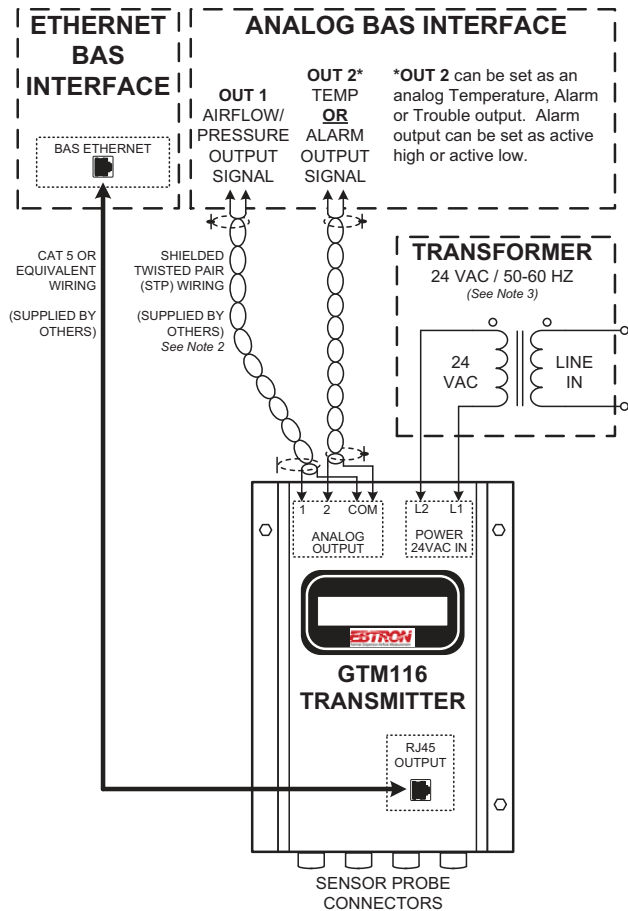 ETHERNET
BAS
INTERFACE
BAS ETHERNET
ANALOG BAS INTERFACE
OUT 1
AIRFLOW/
PRESSURE
OUTPUT
SIGNAL
OUT 2*
TEMP
OR
ALARM
OUTPUT
SIGNAL
*OUT 2 can be set as an
analog Temperature, Alarm
or Trouble output. Alarm
output can be set as active
high or active low.
CAT 5 OR
EQUIVALENT
WIRING
(SUPPLIED BY
OTHERS)
SHIELDED
TWISTED PAIR
(STP) WIRING
(SUPPLIED BY
OTHERS)
See Note 2
TRANSFORMER
24 VAC / 50-60 HZ
(See Note 3)
24
VAC
LINE
IN
1 2 COM
ANALOG
OUTPUT
L2 L1
POWER
24VAC IN
EBTRON
GTM116
TRANSMITTER
RJ45
OUTPUT
SENSOR PROBE
CONNECTORS